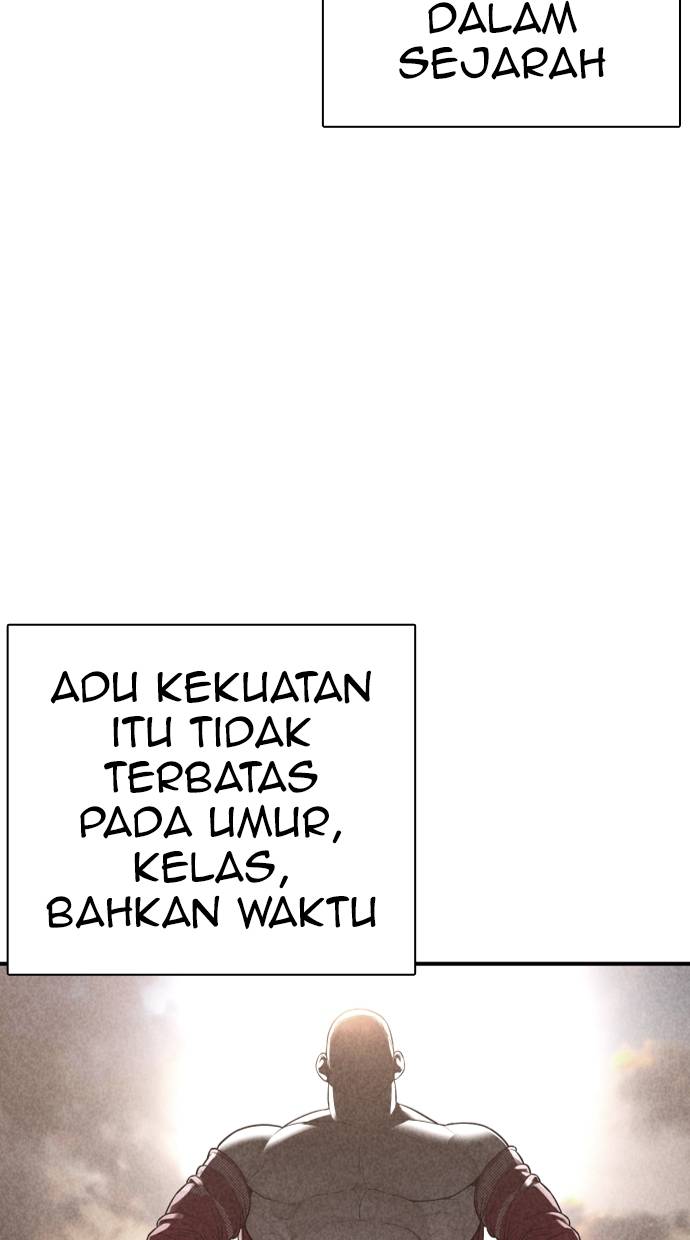 DALAM
SEJARAH
ADU KEKUATAN
ITU TIDAK
TERBATAS
PADA UMUR,
KELAS,
BAHKAN WAKTU